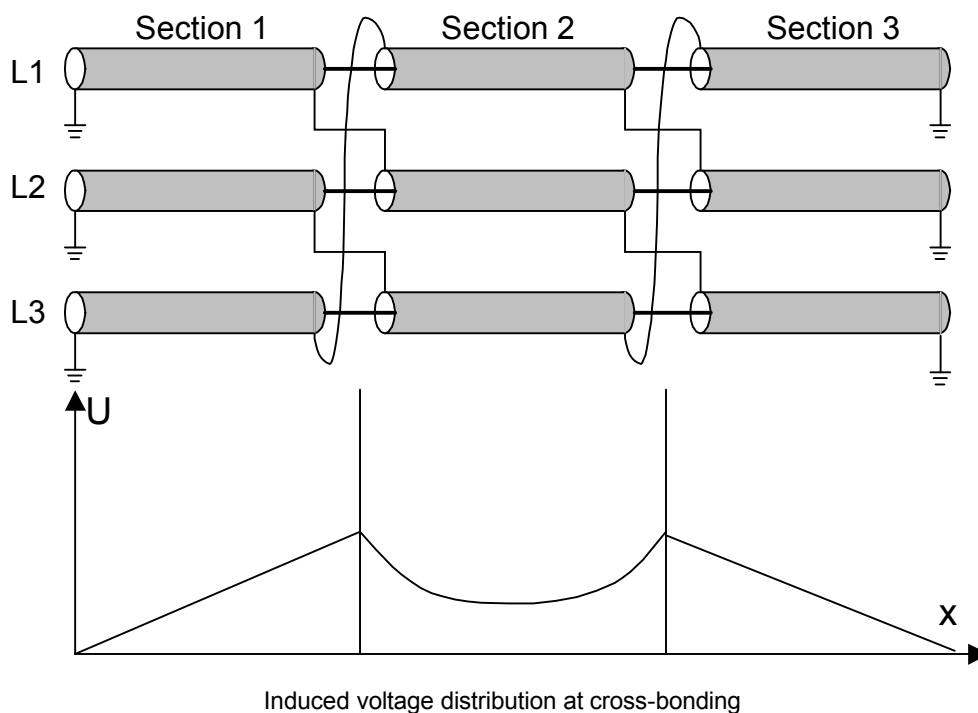 Section 1 Section 2 Section 3
L1
L2
L3
U
x
Induced voltage distribution at cross-bonding